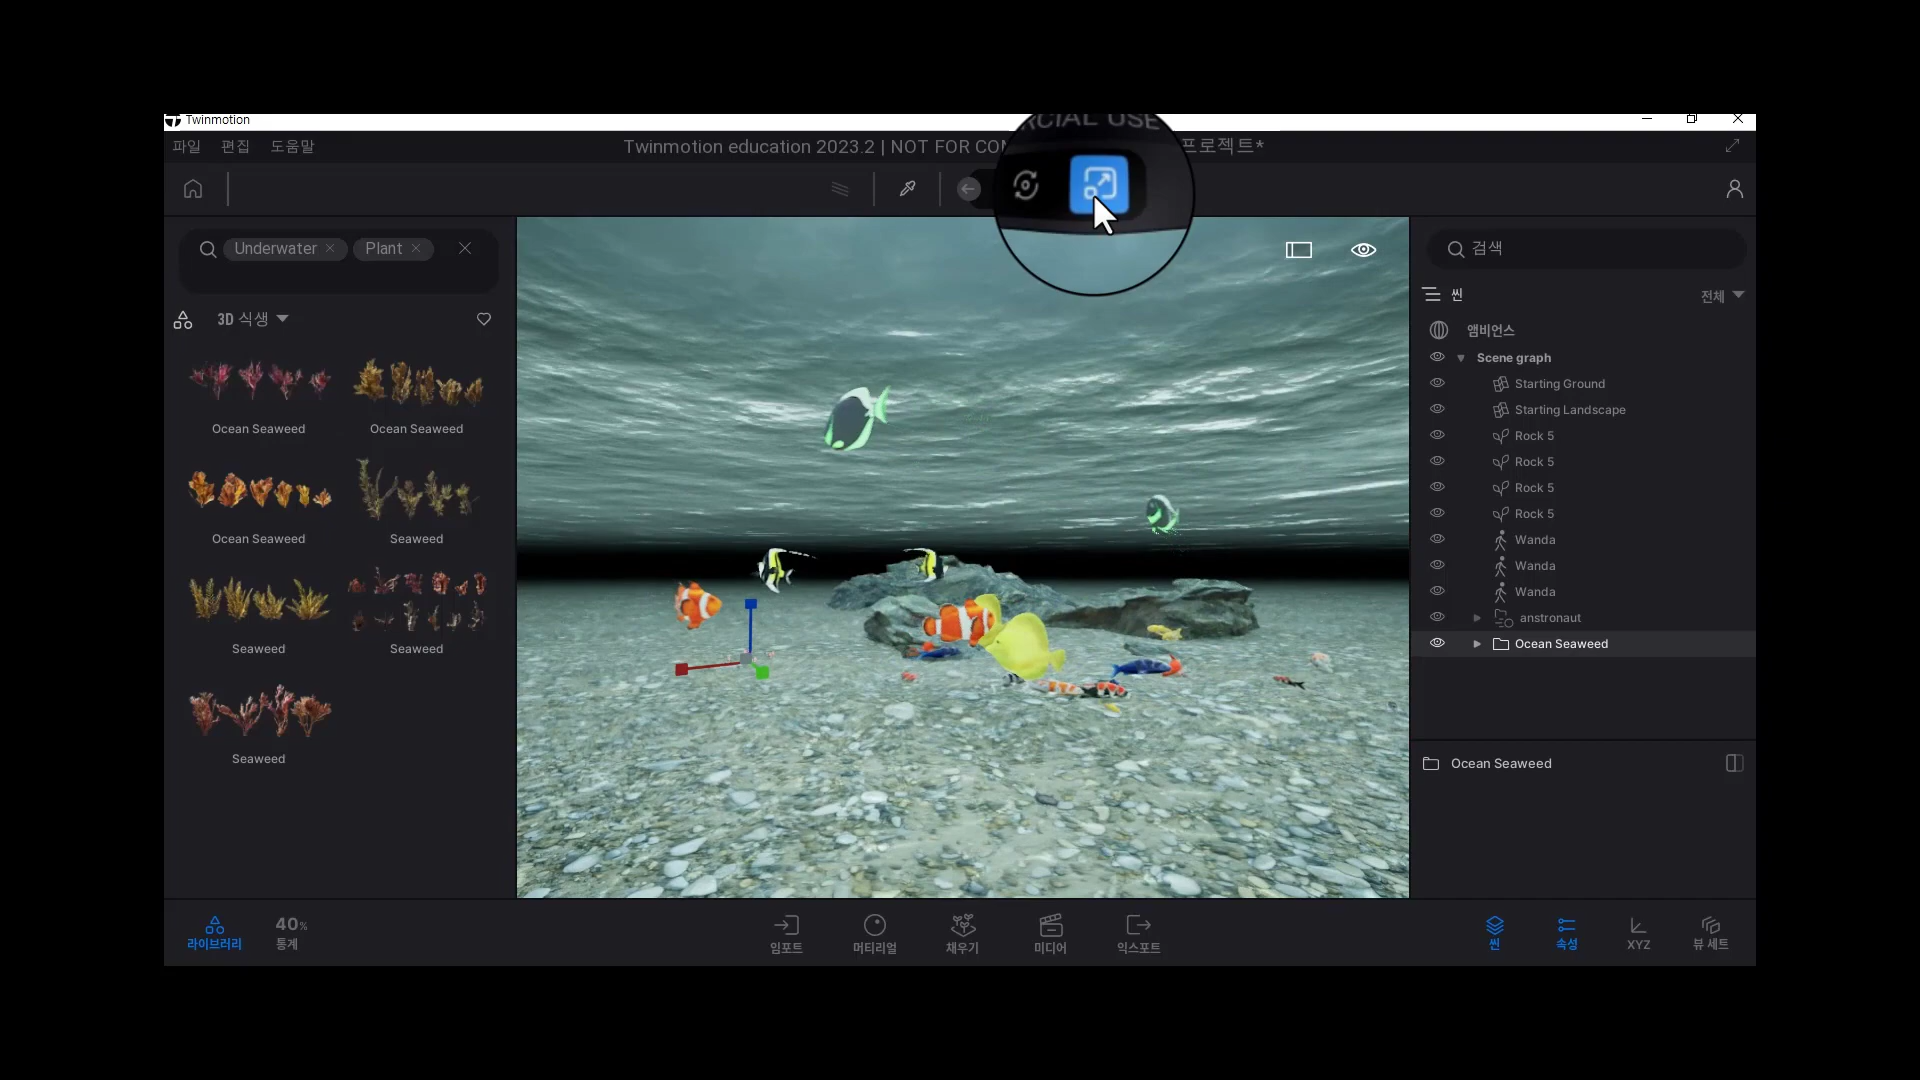 Twinmotion
파일 편집 도움말
Twinmotion education 2023.2 | NOT FOR COM
RCIAL USE
프로젝트*
Underwater
Plant
3D 식생
Ocean Seaweed
Ocean Seaweed
Ocean Seaweed
Seaweed
Seaweed
Seaweed
Seaweed
검색
씬
전체
앰비언스
Scene graph
Starting Ground
Starting Landscape
Rock 5
Rock 5
Rock 5
Rock 5
Wanda
Wanda
Wanda
anstronaut
Ocean Seaweed
Ocean Seaweed
라이브러리
40%
통계
임포트
머티리얼
채우기
미디어
익스포트
씬
속성
XYZ
뷰 세트